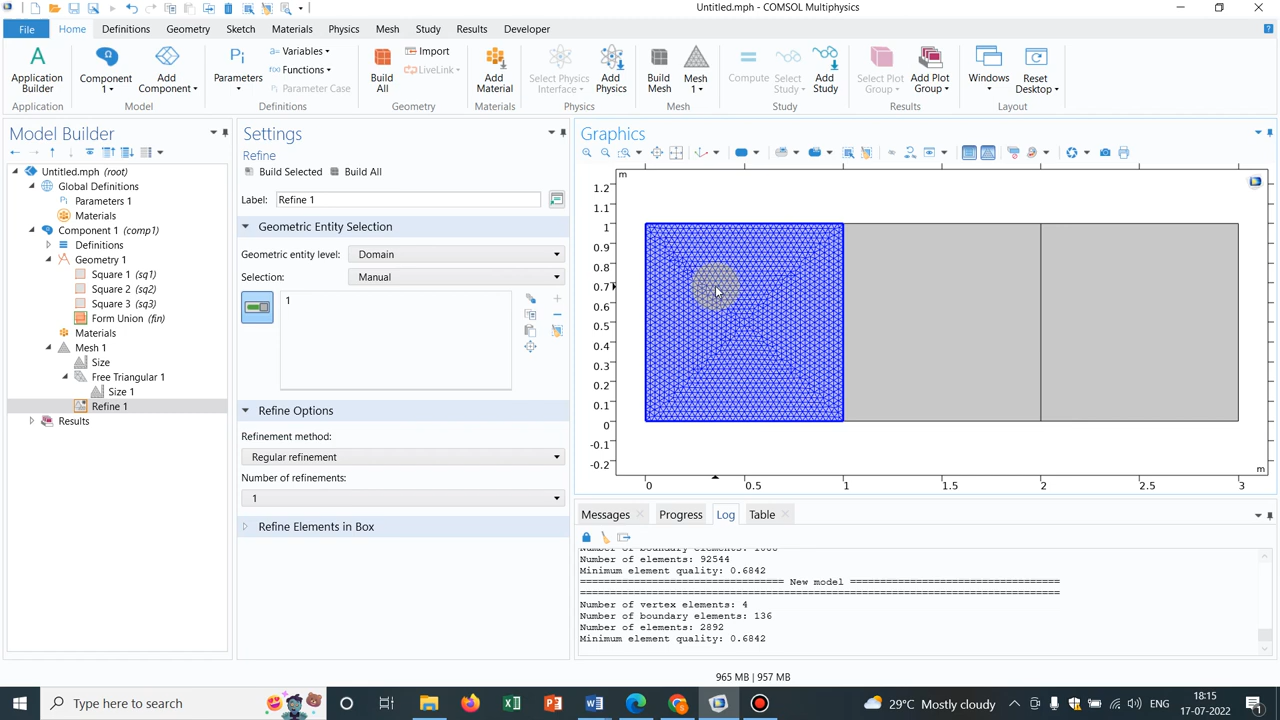 Untitled.mph - COMSOL Multiphysics
File Home Definitions Geometry Sketch Materials Physics Mesh Study Results Developer
Application Builder
Component 1
Add Component
Parameters
Variables
Functions
Parameter Case
Build All
Import
LiveLink
Add Material
Select Physics Interface
Add Physics
Build Mesh
Mesh 1
Compute
Select Study
Add Study
Select Plot Group
Add Plot Group
Windows
Reset Desktop
Application Model Definitions Geometry Materials Physics Mesh Study Results Layout
Model Builder
Untitled.mph (root)
Global Definitions
Parameters 1
Materials
Component 1 (comp1)
Definitions
Geometry 1
Square 1 (sq1)
Square 2 (sq2)
Square 3 (sq3)
Form Union (fin)
Materials
Mesh 1
Size
Free Triangular 1
Size 1
Refine 1
Results
Settings
Refine
Build Selected Build All
Label: Refine 1
Geometric Entity Selection
Geometric entity level: Domain
Selection: Manual
1
Refine Options
Refinement method:
Regular refinement
Number of refinements:
1
Refine Elements in Box
Graphics
m
1.2
1.1
1
0.9
0.8
0.7
0.6
0.5
0.4
0.3
0.2
0.1
0
-0.1
-0.2
m
0 0.5 1 1.5 2 2.5 3
Messages Progress Log Table
Number of boundary elements: 
Number of elements: 92544
Minimum element quality: 0.6842
================================ New model ===================================
Number of vertex elements: 4
Number of boundary elements: 136
Number of elements: 2892
Minimum element quality: 0.6842
965 MB | 957 MB
Type here to search
29°C Mostly cloudy
ENG
18:15
17-07-2022
1